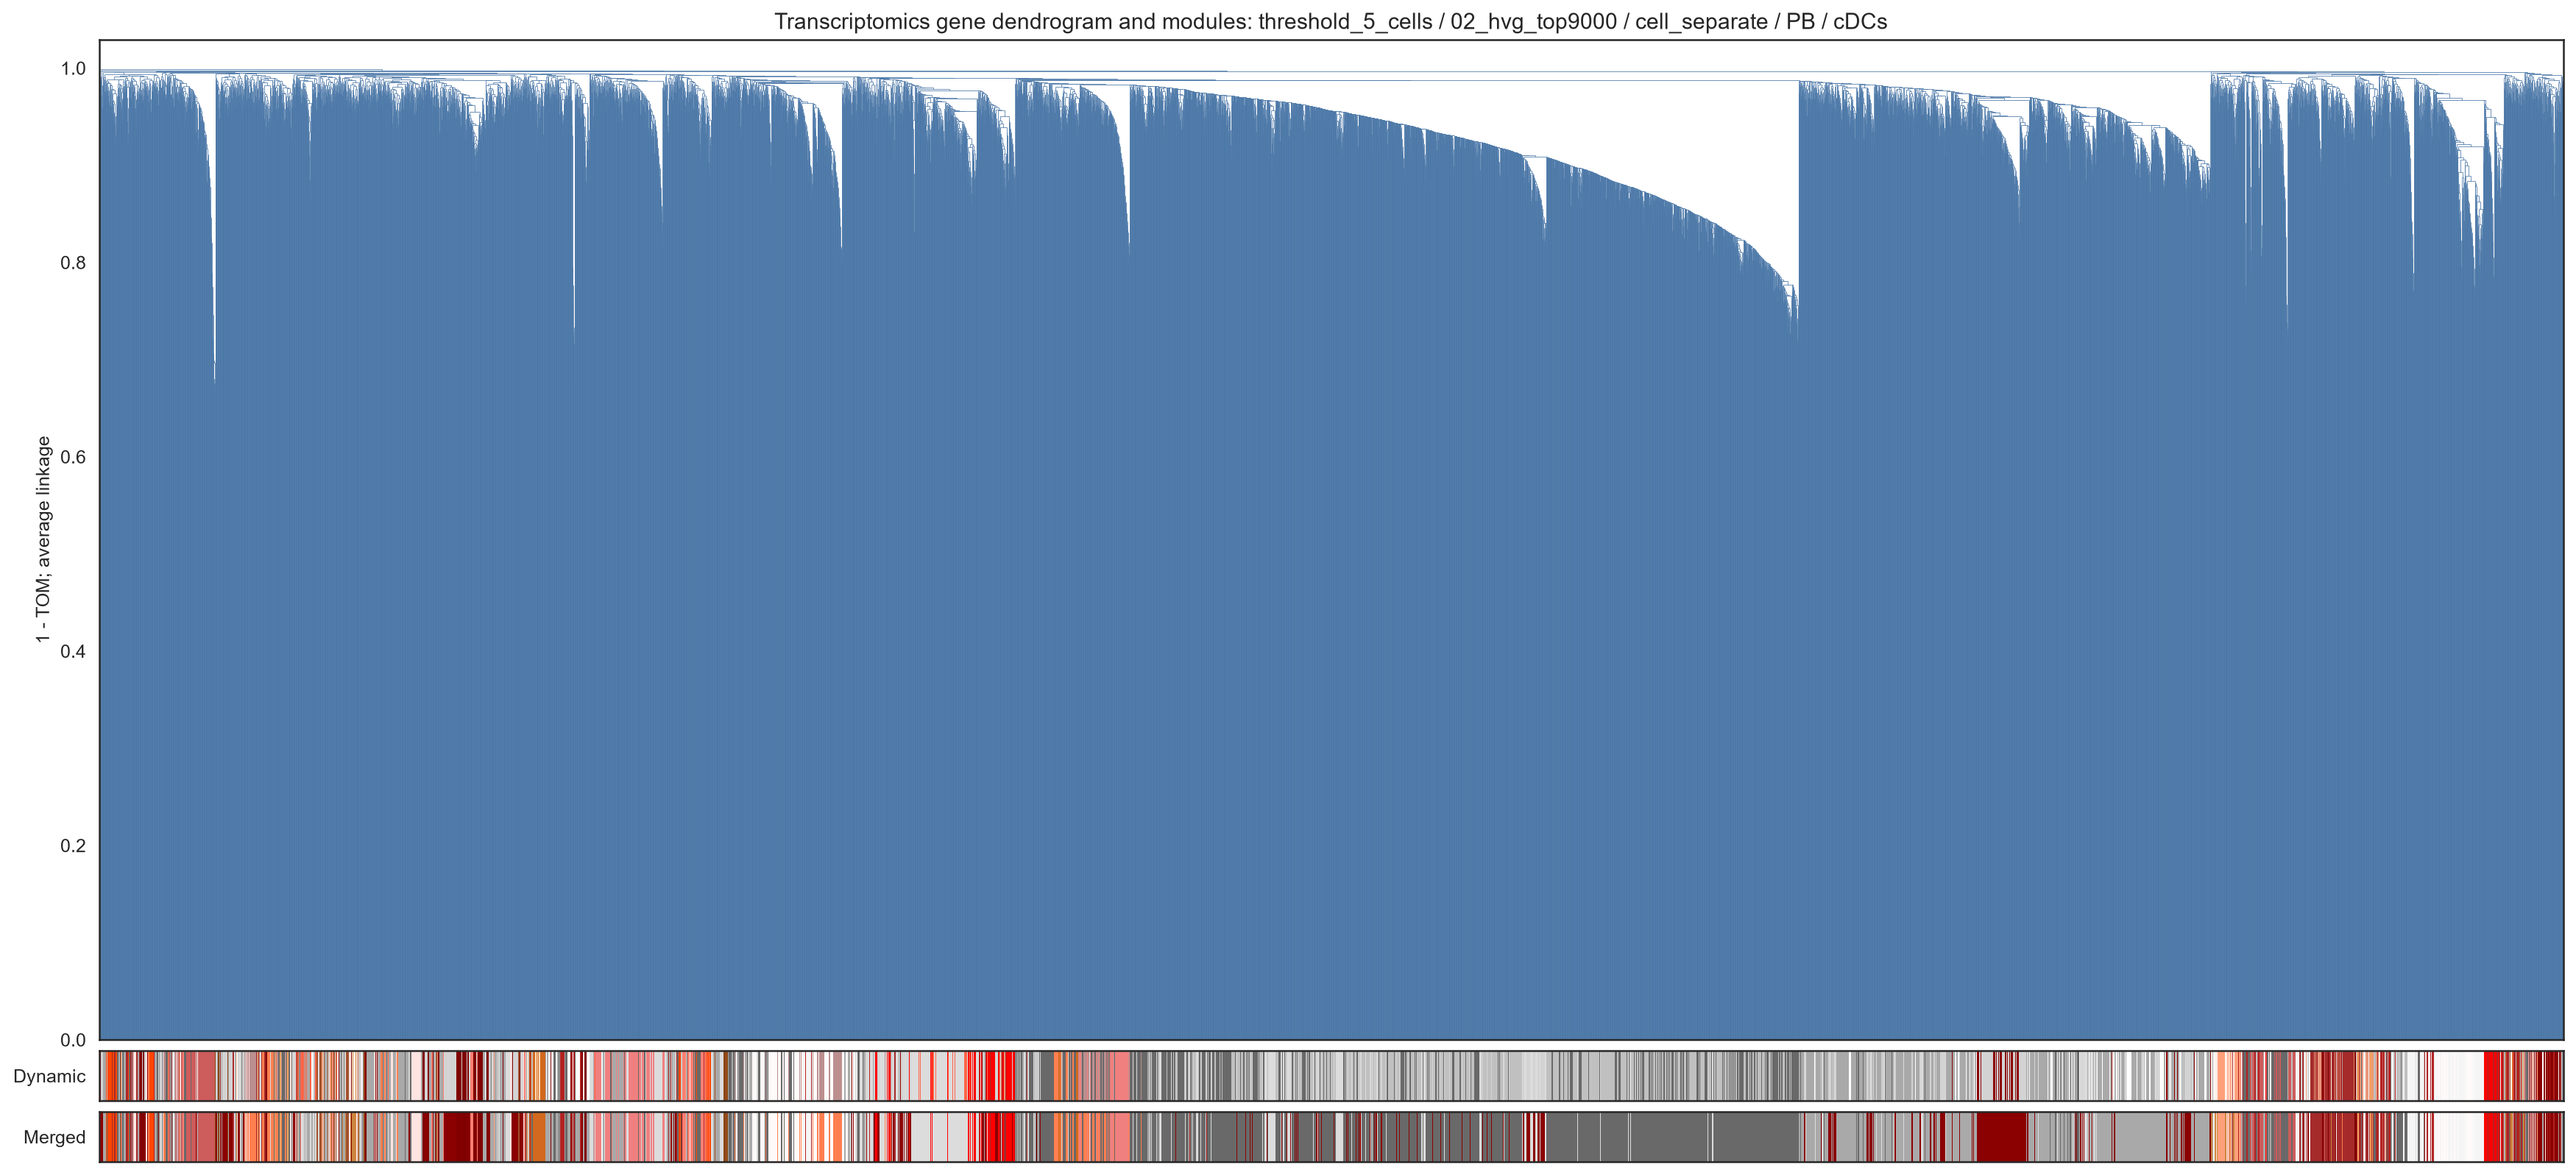 Transcriptomics gene dendrogram and modules: threshold_5_cells / 02_hvg_top9000 / cell_separate / PB / cDCs
1.0
0.8
0.6
0.4
0.2
0.0
1 - TOM; average linkage
Dynamic
Merged